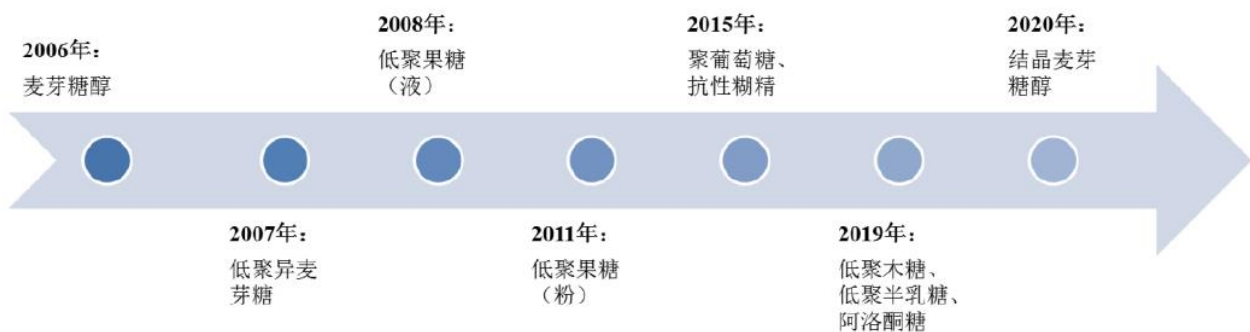 2006年：
麦芽糖醇
2007年：
低聚异麦
芽糖
2008年：
低聚果糖
（液）
2011年：
低聚果糖
（粉）
2015年：
聚葡萄糖、
抗性糊精
2019年：
低聚木糖、
低聚半乳糖、
阿洛酮糖
2020年：
结晶麦芽
糖醇